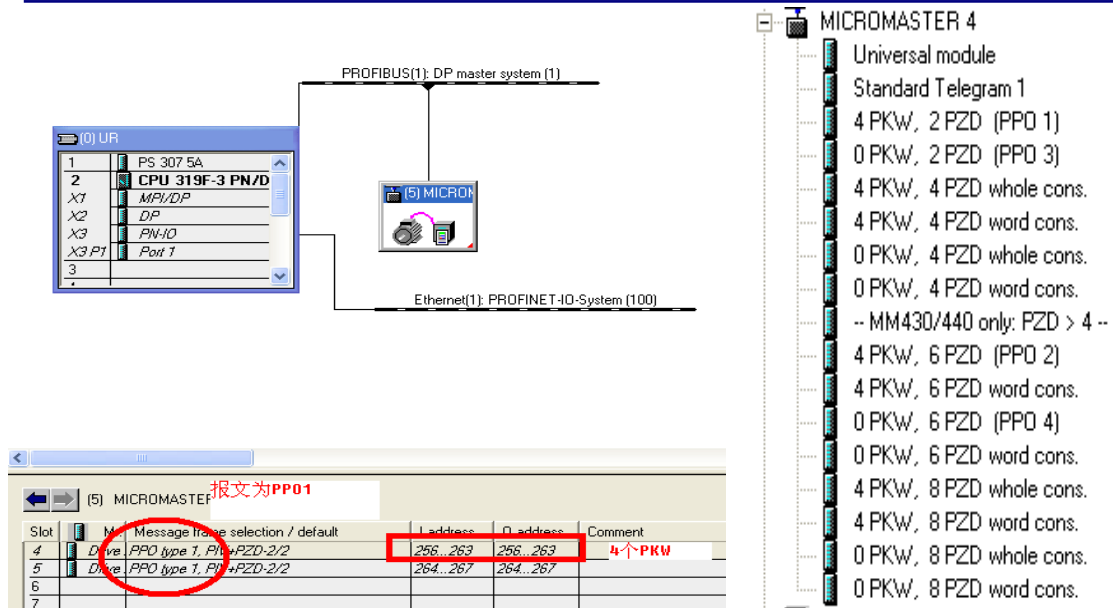 PROFIBUS(1): DP master system (1)
(0) UR
1 PS 307 5A
2 CPU 319F-3 PN/D
X1 MPI/DP
X2 DP
X3 PN-IO
X3 P1 Port 1
3
(5) MICROM
Ethernet(1): PROFINET-IO-System (100)
(5) MICROMASTER
报文为PPO1
Slot M. Message frame selection / default I address Q address Comment
4 Drive PPO type 1, PIV+PZD-2/2 256...263 256...263 4个PKW
5 Drive PPO type 1, PIV+PZD-2/2 264...267 264...267
6
7
MICROMASTER 4
Universal module
Standard Telegram 1
4 PKW, 2 PZD (PPO 1)
0 PKW, 2 PZD (PPO 3)
4 PKW, 4 PZD whole cons.
4 PKW, 4 PZD word cons.
0 PKW, 4 PZD whole cons.
0 PKW, 4 PZD word cons.
-- MM430/440 only: PZD > 4 --
4 PKW, 6 PZD (PPO 2)
4 PKW, 6 PZD word cons.
0 PKW, 6 PZD (PPO 4)
0 PKW, 6 PZD word cons.
4 PKW, 8 PZD whole cons.
4 PKW, 8 PZD word cons.
0 PKW, 8 PZD whole cons.
0 PKW, 8 PZD word cons.